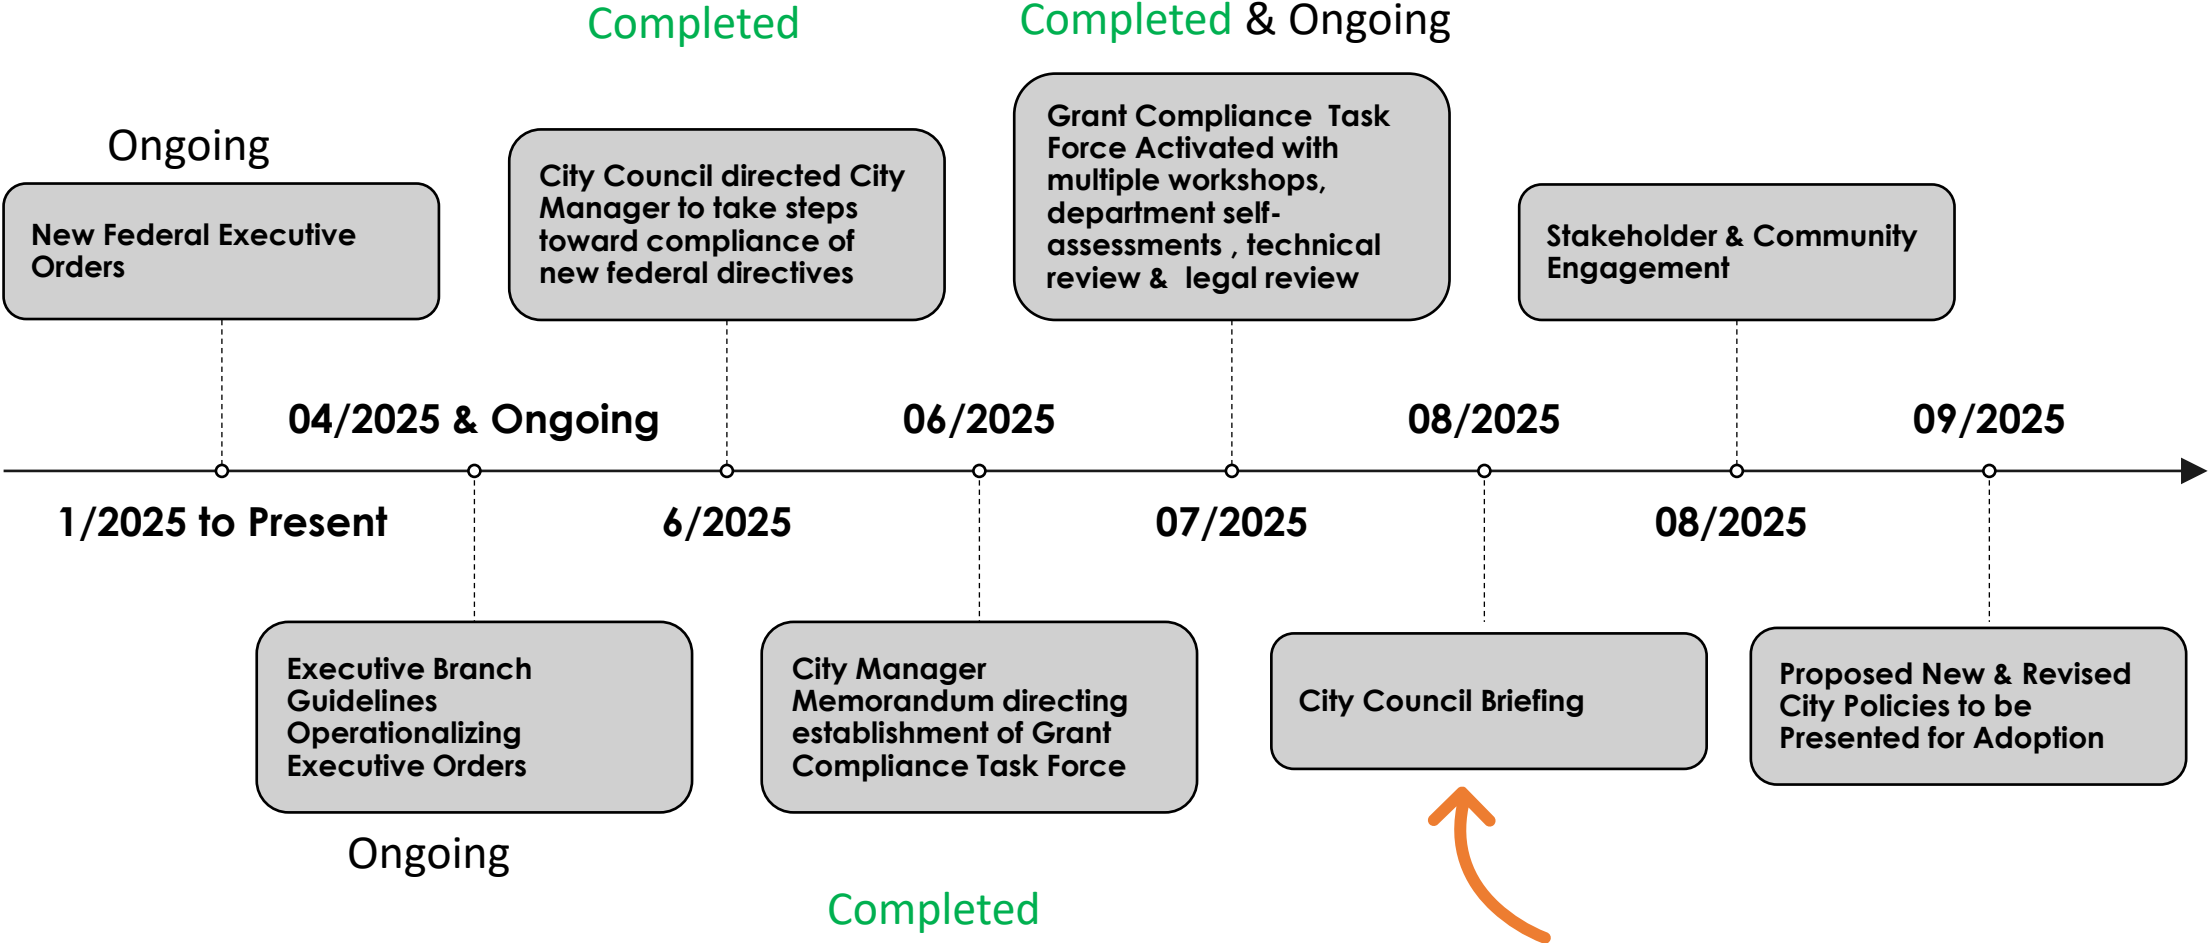 Completed
Completed & Ongoing
Ongoing
New Federal Executive
Orders
City Council directed City
Manager to take steps
toward compliance of
new federal directives
Grant Compliance Task
Force Activated with
multiple workshops,
department self-
assessments , technical
review & legal review
Stakeholder & Community
Engagement
04/2025 & Ongoing
06/2025
08/2025
09/2025
1/2025 to Present
6/2025
07/2025
08/2025
Executive Branch
Guidelines
Operationalizing
Executive Orders
City Manager
Memorandum directing
establishment of Grant
Compliance Task Force
City Council Briefing
Proposed New & Revised
City Policies to be
Presented for Adoption
Ongoing
Completed